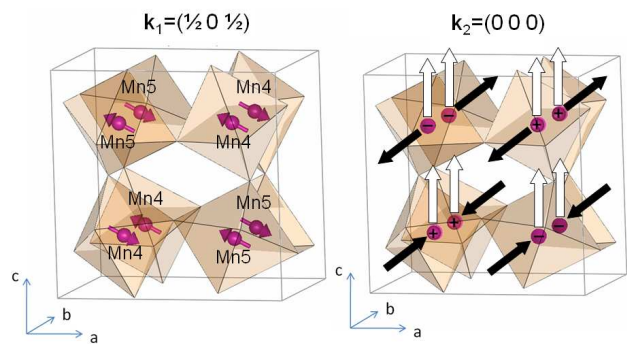 k₁=(½ 0 ½)
k₂=(0 0 0)
Mn5
Mn4
Mn5
Mn4
- - + +
Mn4
Mn4
Mn5
Mn5
+ + - -
c
b
a
c
b
a